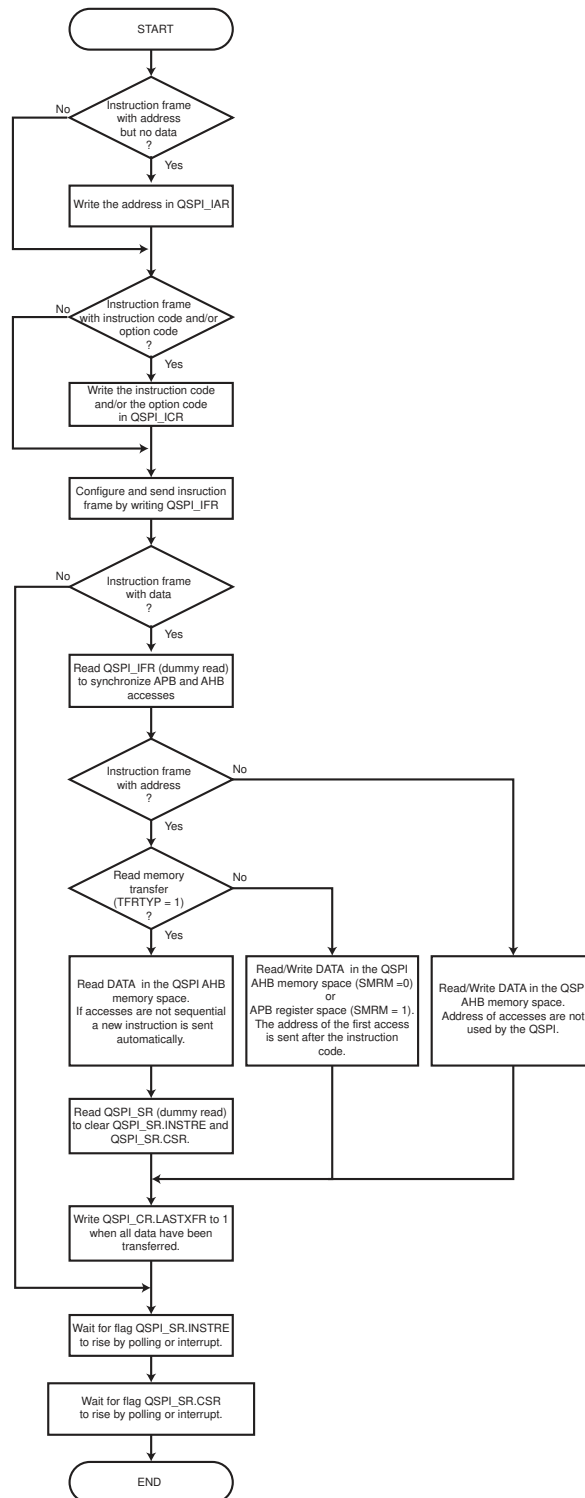 START
No
Instruction frame
with address
but no data
?
Yes
Write the address in QSPI_IAR
No
Instruction frame
with instruction code and/or
option code
?
Yes
Write the instruction code
and/or the option code
in QSPI_ICR
Configure and send insruction
frame by writing QSPI_IFR
No
Instruction frame
with data
?
Yes
Read QSPI_IFR (dummy read)
to synchronize APB and AHB
accesses
Instruction frame
with address
?
No
Yes
Read memory
transfer
(TFRTYP = 1)
?
No
Yes
Read DATA in the QSPI AHB
memory space.
If accesses are not sequential
a new instruction is sent
automatically.
Read/Write DATA in the QSPI
AHB memory space (SMRM =0)
or
APB register space (SMRM = 1).
The address of the first access
is sent after the instruction
code.
Read/Write DATA in the QSPI
AHB memory space.
Address of accesses are not
used by the QSPI.
Read QSPI_SR (dummy read)
to clear QSPI_SR.INSTRE and
QSPI_SR.CSR.
Write QSPI_CR.LASTXFR to 1
when all data have been
transferred.
Wait for flag QSPI_SR.INSTRE
to rise by polling or interrupt.
Wait for flag QSPI_SR.CSR
to rise by polling or interrupt.
END